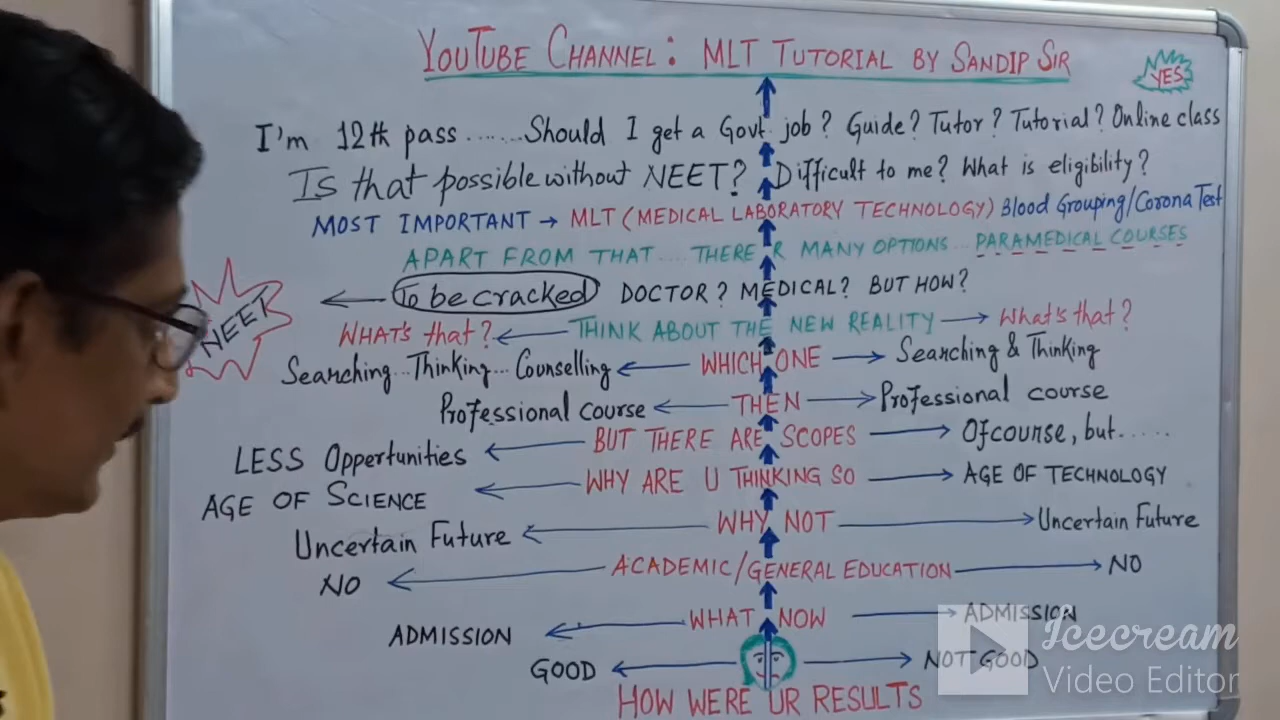 YOUTUBE CHANNEL: MLT TUTORIAL BY SANDIP SIR
YES
I'm 12th pass ....... Should I get a Govt job? Guide? Tutor? Tutorial? Online class
Is that possible without NEET? Difficult to me? What is eligibility?
MOST IMPORTANT → MLT (MEDICAL LABORATORY TECHNOLOGY) Blood Grouping/Corona Test
APART FROM THAT .... THERE R MANY OPTIONS... PARAMEDICAL COURSES
NEET ← To be cracked DOCTOR? MEDICAL? BUT HOW?
WHAT'S that? ← THINK ABOUT THE NEW REALITY → What's that?
Searching... Thinking... Counselling ← WHICH ONE → Searching & Thinking
Professional course ← THEN → Professional course
LESS Oppertunities ← BUT THERE ARE SCOPES → Ofcourse, but......
AGE OF SCIENCE ← WHY ARE U THINKING SO → AGE OF TECHNOLOGY
Uncertain Future ← WHY NOT → Uncertain Future
NO ← ACADEMIC/GENERAL EDUCATION → NO
ADMISSION ← WHAT NOW → ADMISSION
GOOD ← → NOT GOOD
HOW WERE UR RESULTS
Icecream
Video Editor